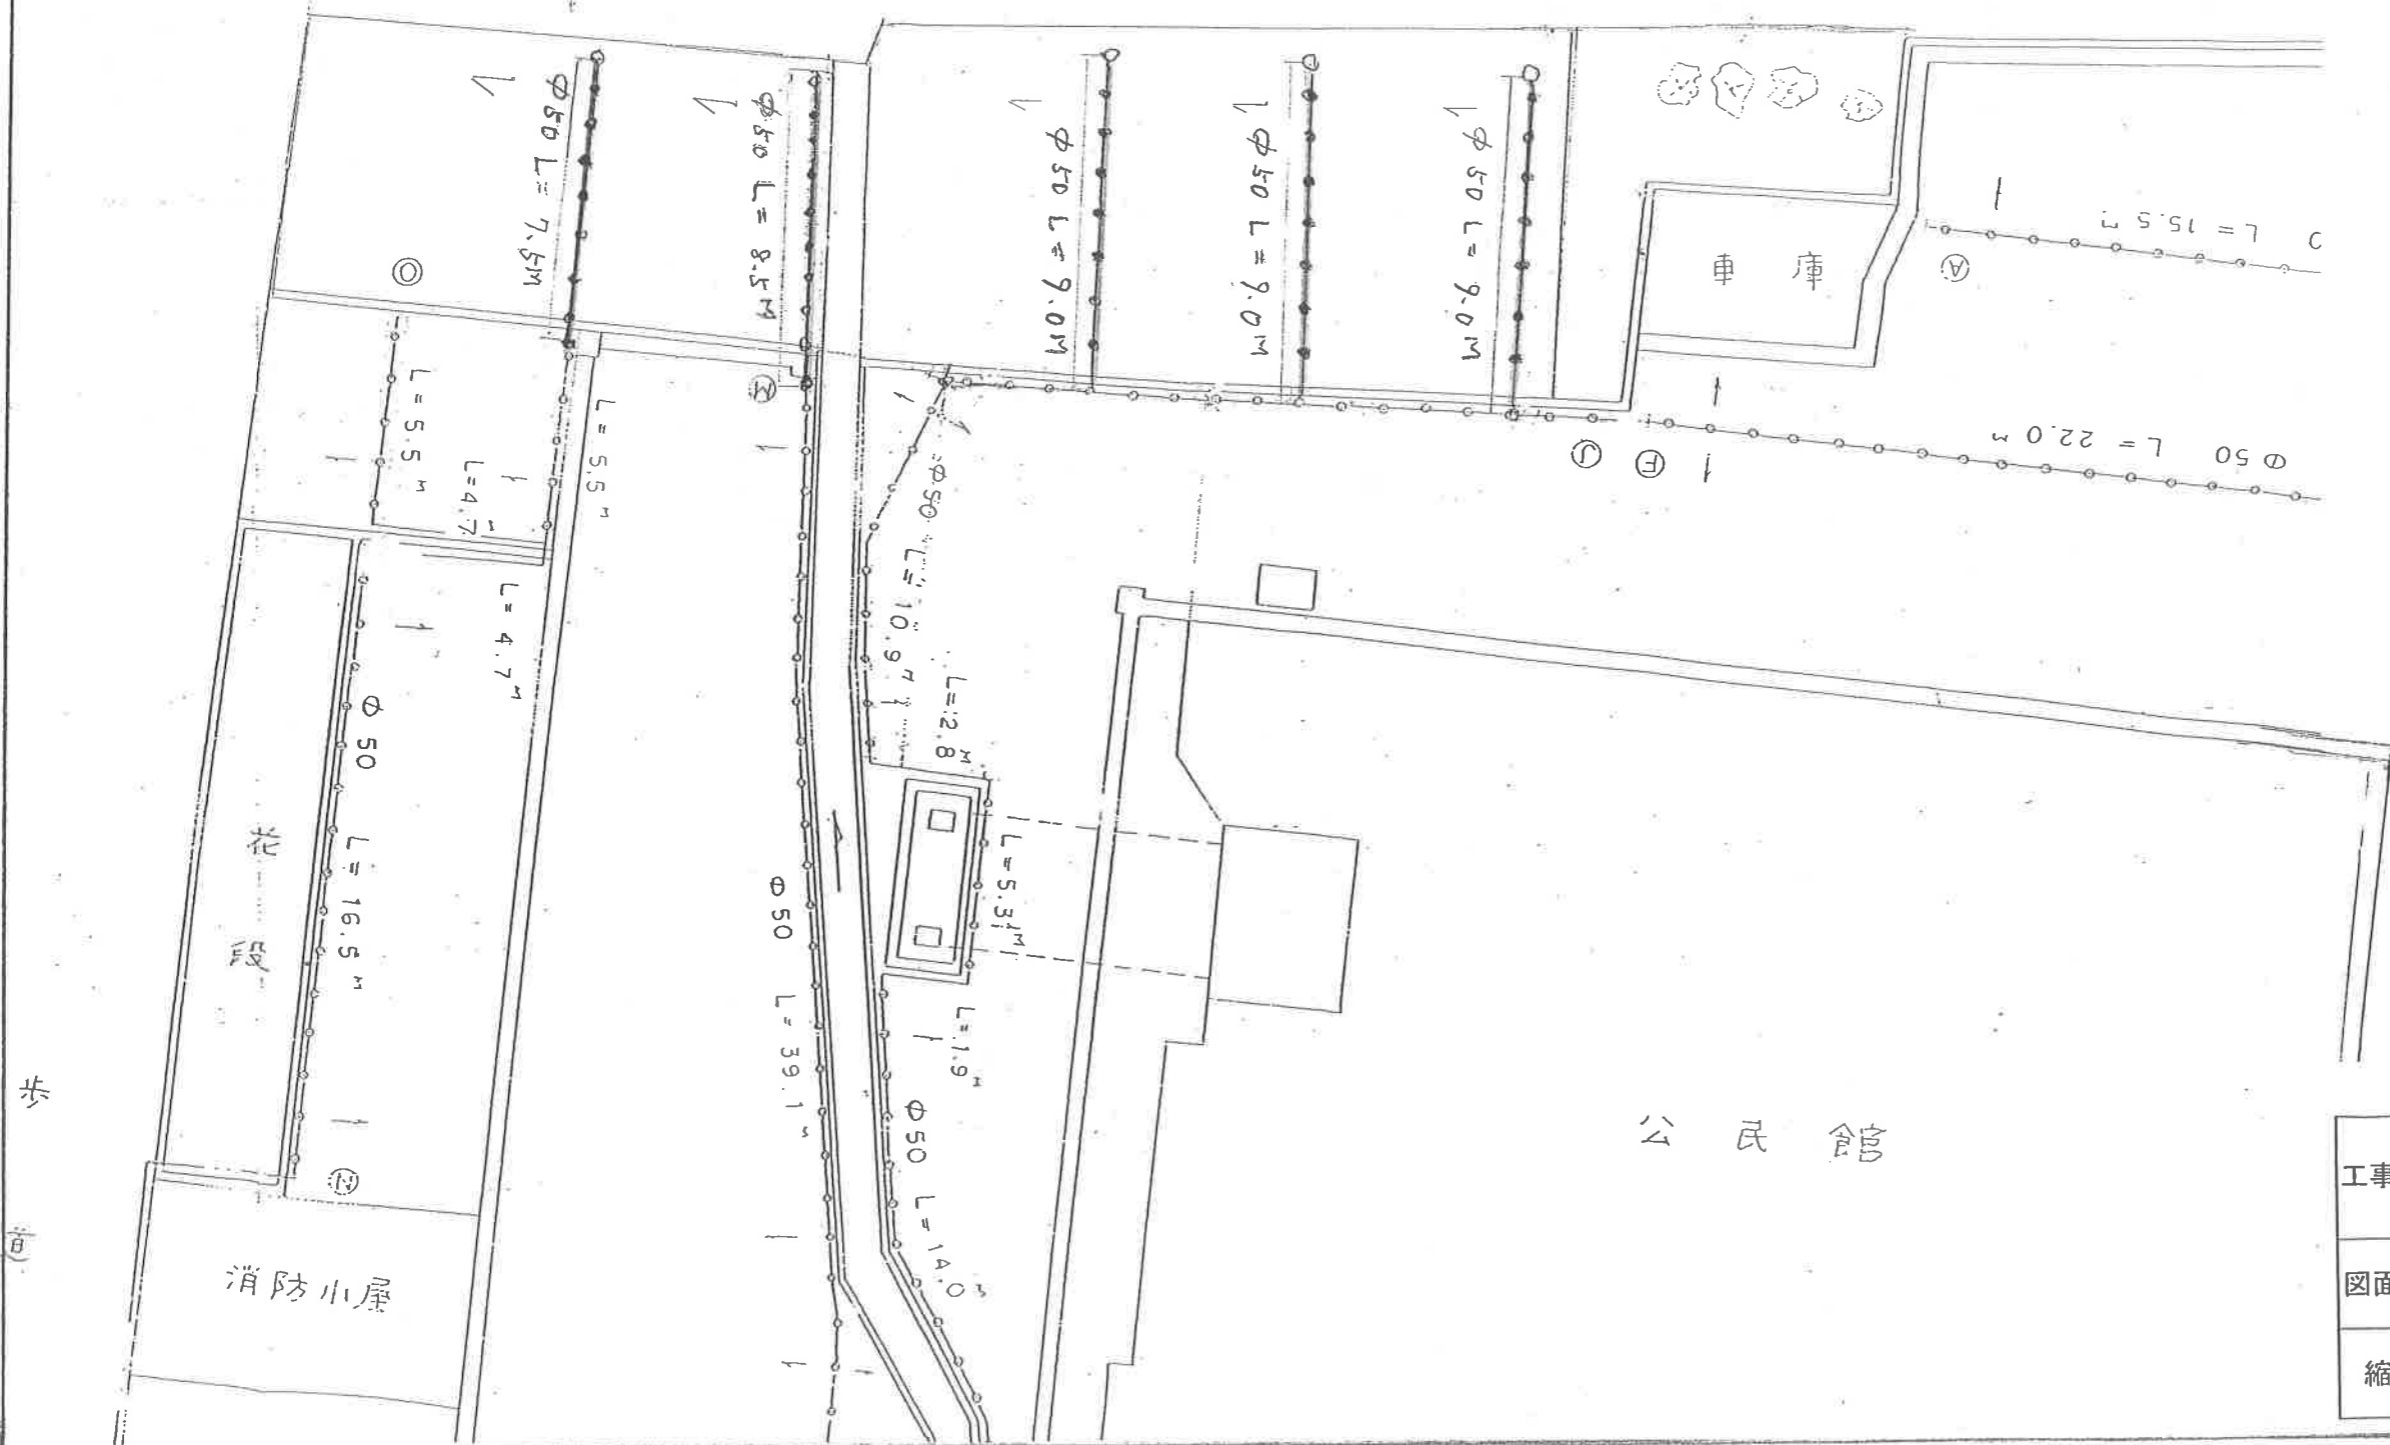 φ50 L=7.5M
φ50 L=8.5M
φ50 L=9.0M
φ50 L=9.0M
φ50 L=9.0M
車庫
L=15.5M
Ⓐ
Ⓞ
L=5.5M
L=4.7M
L=5.5M
Ⓜ
φ50 L=10.9M
Ⓙ
Ⓕ
φ50 L=22.0M
L=4.7M
L=2.8M
φ50 L=16.5M
花
L=5.3M
φ50 L=39.1M
L=1.9M
φ50 L=14.0M
Ⓝ
歩
消防小屋
公民館
工事
図面
縮